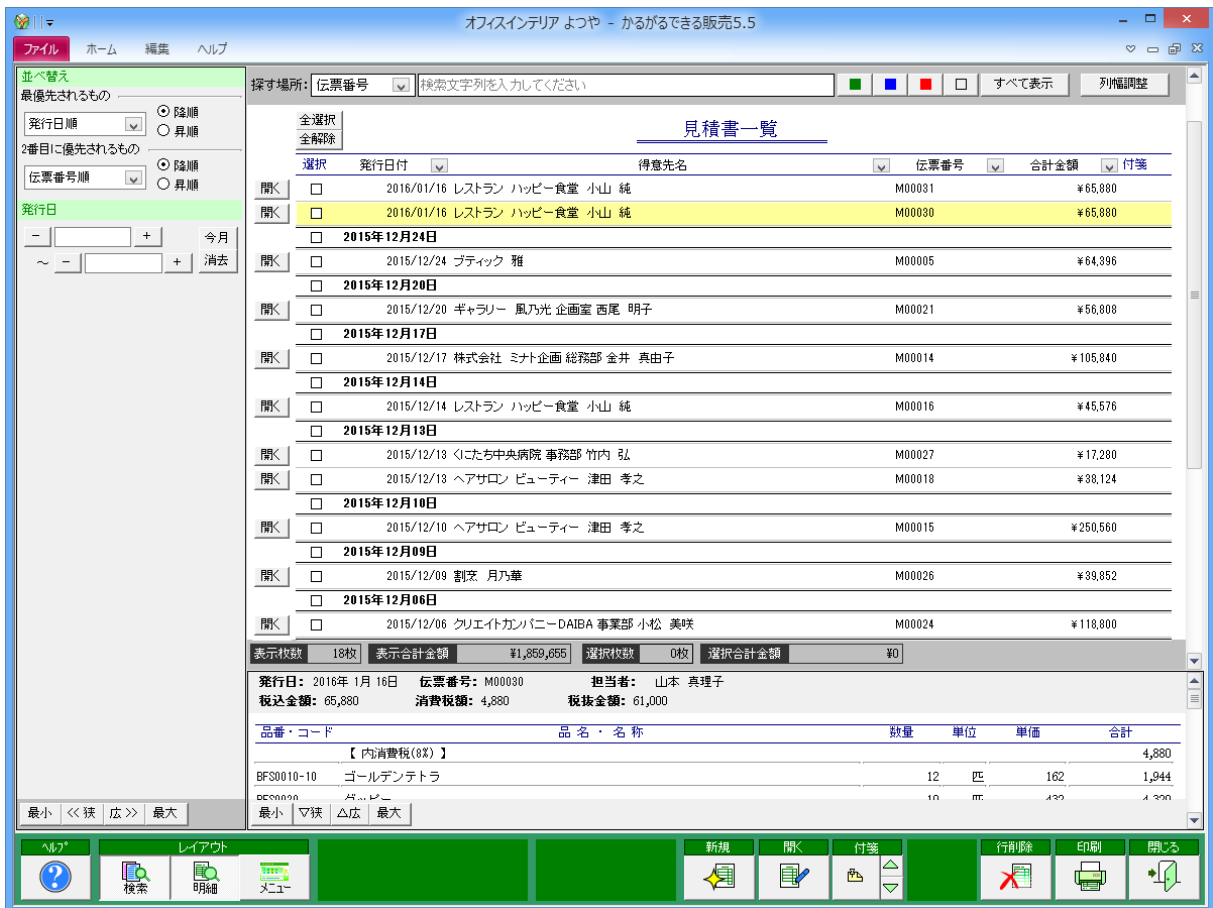 オフィスインテリア よつや - かるがるできる販売5.5
ファイル ホーム 編集 ヘルプ
並べ替え
最優先されるもの
発行日順 降順 昇順
2番目に優先されるもの
伝票番号順 降順 昇順
発行日
- + 今月
～ - + 消去
探す場所: 伝票番号 検索文字列を入力してください すべて表示 列幅調整
全選択
全解除
見積書一覧
選択 発行日付 得意先名 伝票番号 合計金額 付箋
開く 2016/01/16 レストラン ハッピー食堂 小山 純 M00031 ¥65,880
開く 2016/01/16 レストラン ハッピー食堂 小山 純 M00030 ¥65,880
2015年12月24日
開く 2015/12/24 ブティック 雅 M00005 ¥64,396
2015年12月20日
開く 2015/12/20 ギャラリー 風乃光 企画室 西尾 明子 M00021 ¥56,808
2015年12月17日
開く 2015/12/17 株式会社 ミナト企画 総務部 金井 真由子 M00014 ¥105,840
2015年12月14日
開く 2015/12/14 レストラン ハッピー食堂 小山 純 M00016 ¥45,576
2015年12月13日
開く 2015/12/13 くにたち中央病院 事務部 竹内 弘 M00027 ¥17,280
開く 2015/12/13 ヘアサロン ビューティー 津田 孝之 M00018 ¥38,124
2015年12月10日
開く 2015/12/10 ヘアサロン ビューティー 津田 孝之 M00015 ¥250,560
2015年12月09日
開く 2015/12/09 割烹 月乃華 M00026 ¥39,852
2015年12月06日
開く 2015/12/06 クリエイトカンパニーDAIBA 事業部 小松 美咲 M00024 ¥118,800
表示枚数 18枚 表示合計金額 ¥1,859,655 選択枚数 0枚 選択合計金額 ¥0
発行日: 2016年 1月 16日 伝票番号: M00030 担当者: 山本 真理子
税込金額: 65,880 消費税額: 4,880 税抜金額: 61,000
品番・コード 品名・名称 数量 単位 単価 合計
【 内消費税(8%) 】 4,880
BFS0010-10 ゴールデンテトラ 12 匹 162 1,944
BFS0020 グッピー 10 匹 432 4,320
最小 <<狭 広>> 最大
最小 ▽狭 △広 最大
ヘルプ レイアウト 新規 開く 付箋 行削除 印刷 閉じる
検索 明細 メニュー